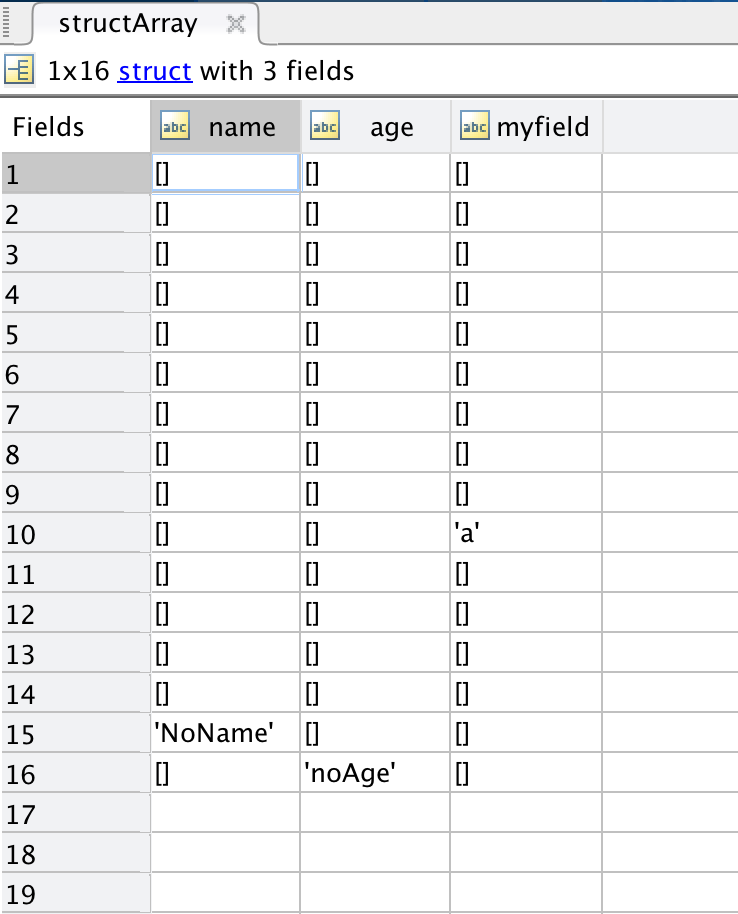 structArray
1x16 struct with 3 fields
Fields abc name abc age abc myfield
1 [] [] []
2 [] [] []
3 [] [] []
4 [] [] []
5 [] [] []
6 [] [] []
7 [] [] []
8 [] [] []
9 [] [] []
10 [] [] 'a'
11 [] [] []
12 [] [] []
13 [] [] []
14 [] [] []
15 'NoName' [] []
16 [] 'noAge' []
17
18
19